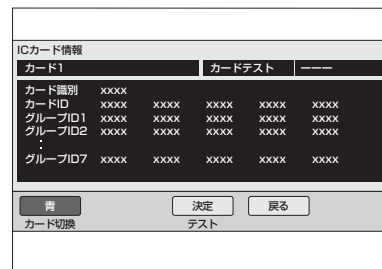 ICカード情報
カード1 カードテスト ーーー
カード識別 xxxx
カードID xxxx xxxx xxxx xxxx xxxx
グループID1 xxxx xxxx xxxx xxxx xxxx
グループID2 xxxx xxxx xxxx xxxx xxxx
：
グループID7 xxxx xxxx xxxx xxxx xxxx
青 決定 戻る
カード切換 テスト